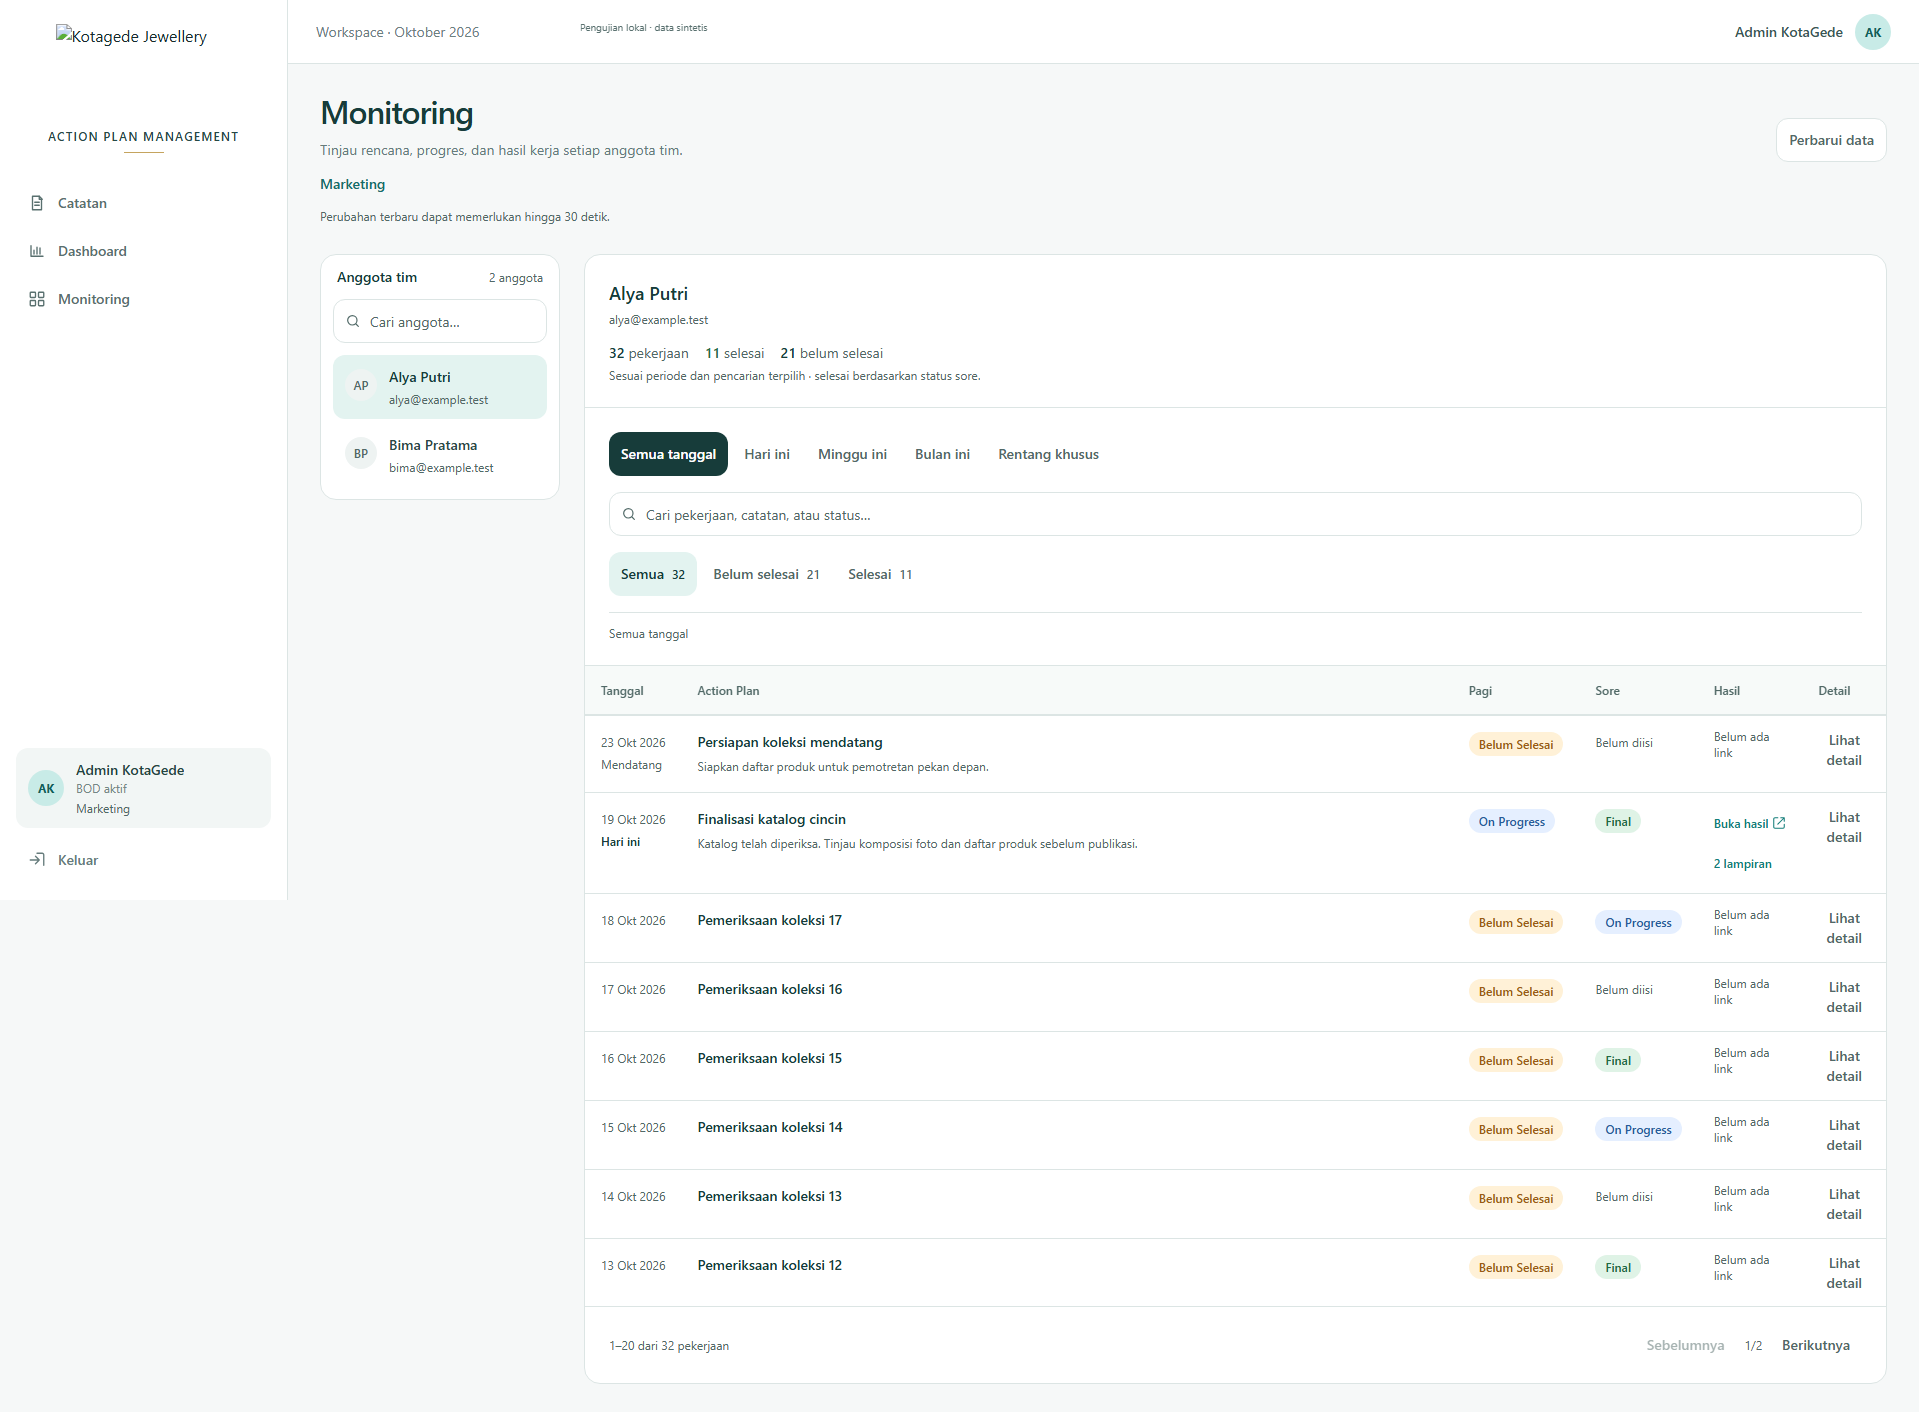 Kotagede Jewellery
ACTION PLAN MANAGEMENT
Catatan
Dashboard
Monitoring
AK
Admin KotaGede
BOD aktif
Marketing
Keluar
Workspace · Oktober 2026
Pengujian lokal · data sintetis
Admin KotaGede
AK
Monitoring
Tinjau rencana, progres, dan hasil kerja setiap anggota tim.
Marketing
Perubahan terbaru dapat memerlukan hingga 30 detik.
Perbarui data
Anggota tim
2 anggota
Cari anggota...
AP
Alya Putri
alya@example.test
BP
Bima Pratama
bima@example.test
Alya Putri
alya@example.test
32 pekerjaan 11 selesai 21 belum selesai
Sesuai periode dan pencarian terpilih · selesai berdasarkan status sore.
Semua tanggal Hari ini Minggu ini Bulan ini Rentang khusus
Cari pekerjaan, catatan, atau status...
Semua 32 Belum selesai 21 Selesai 11
Semua tanggal
Tanggal Action Plan Pagi Sore Hasil Detail
23 Okt 2026
Mendatang
Persiapan koleksi mendatang
Siapkan daftar produk untuk pemotretan pekan depan.
Belum Selesai
Belum diisi
Belum ada
link
Lihat
detail
19 Okt 2026
Hari ini
Finalisasi katalog cincin
Katalog telah diperiksa. Tinjau komposisi foto dan daftar produk sebelum publikasi.
On Progress
Final
Buka hasil
2 lampiran
Lihat
detail
18 Okt 2026
Pemeriksaan koleksi 17
Belum Selesai
On Progress
Belum ada
link
Lihat
detail
17 Okt 2026
Pemeriksaan koleksi 16
Belum Selesai
Belum diisi
Belum ada
link
Lihat
detail
16 Okt 2026
Pemeriksaan koleksi 15
Belum Selesai
Final
Belum ada
link
Lihat
detail
15 Okt 2026
Pemeriksaan koleksi 14
Belum Selesai
On Progress
Belum ada
link
Lihat
detail
14 Okt 2026
Pemeriksaan koleksi 13
Belum Selesai
Belum diisi
Belum ada
link
Lihat
detail
13 Okt 2026
Pemeriksaan koleksi 12
Belum Selesai
Final
Belum ada
link
Lihat
detail
1–20 dari 32 pekerjaan
Sebelumnya 1/2 Berikutnya